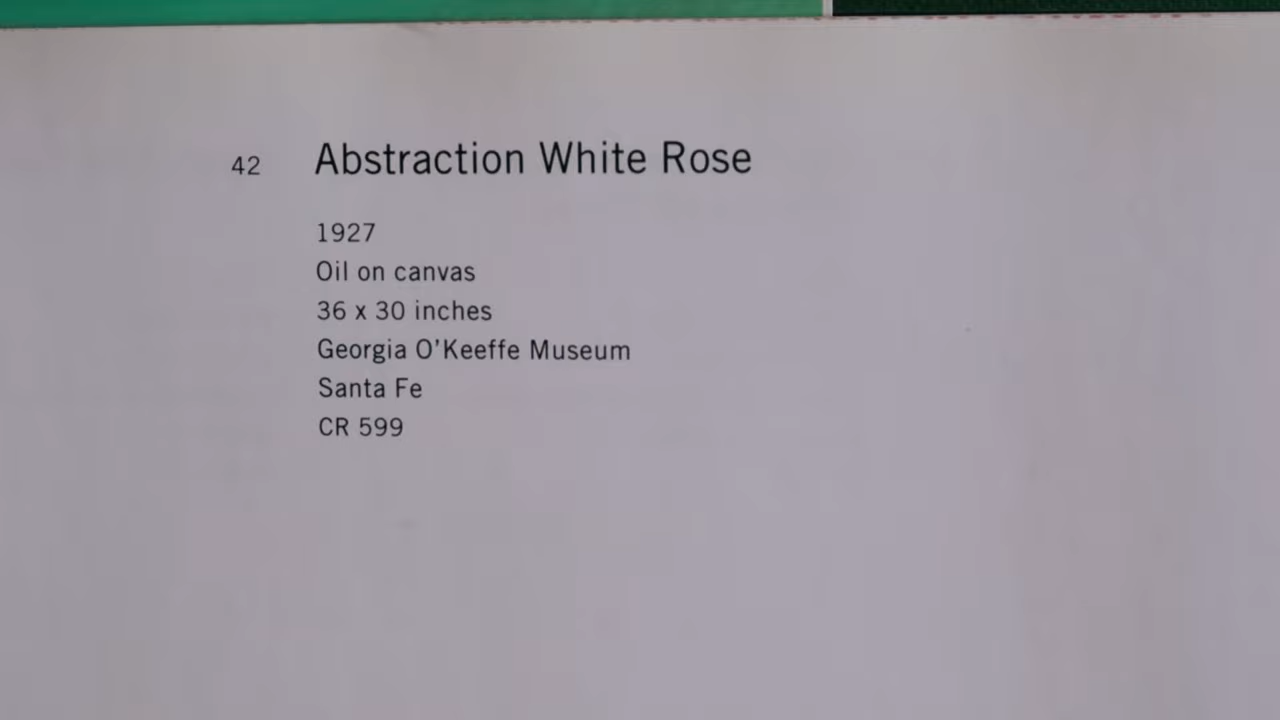 42 Abstraction White Rose
1927
Oil on canvas
36 x 30 inches
Georgia O'Keeffe Museum
Santa Fe
CR 599